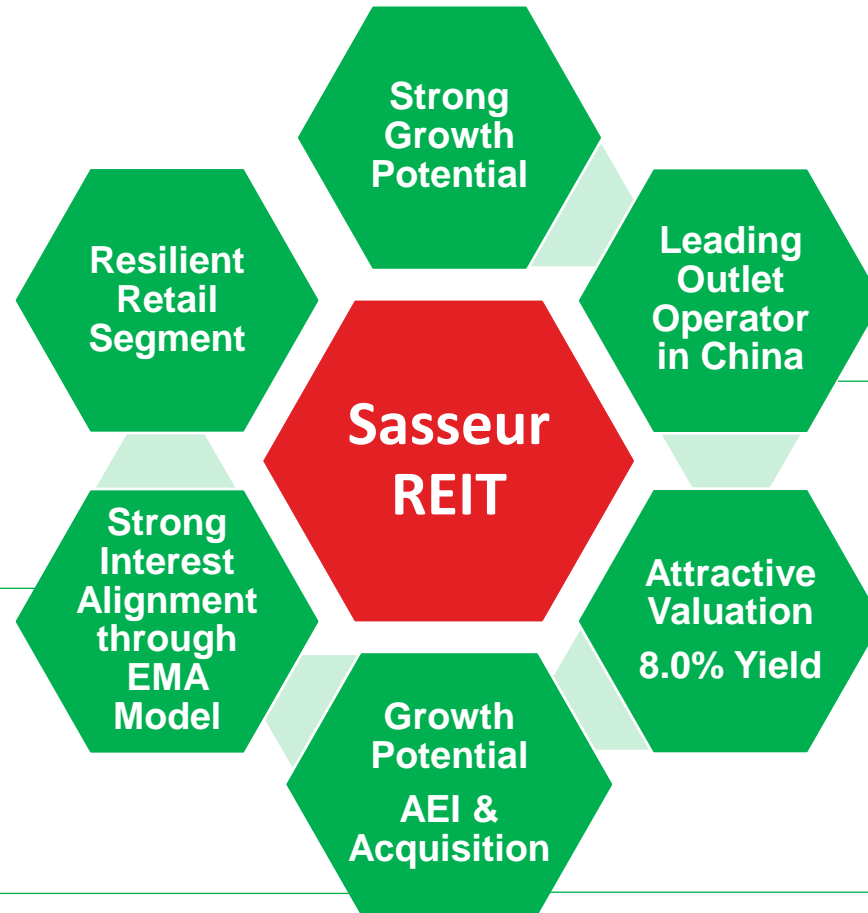 Strong
Growth
Potential
Resilient
Retail
Segment
Leading
Outlet
Operator
in China
Sasseur
REIT
Strong
Interest
Alignment
through
EMA
Model
Attractive
Valuation
8.0% Yield
Growth
Potential
AEI &
Acquisition